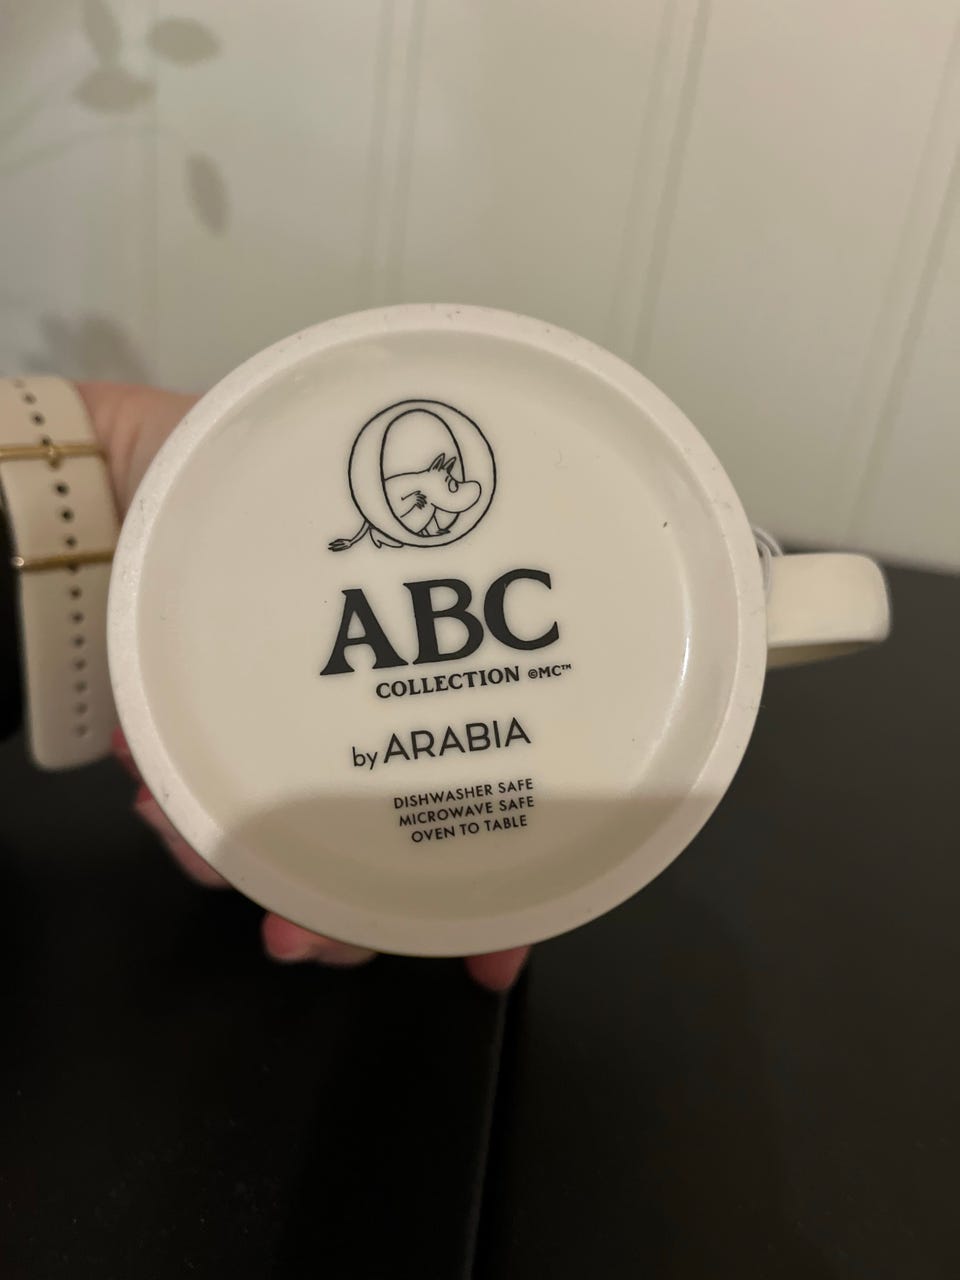 O
ABC
COLLECTION ©MC™
by ARABIA
DISHWASHER SAFE
MICROWAVE SAFE
OVEN TO TABLE